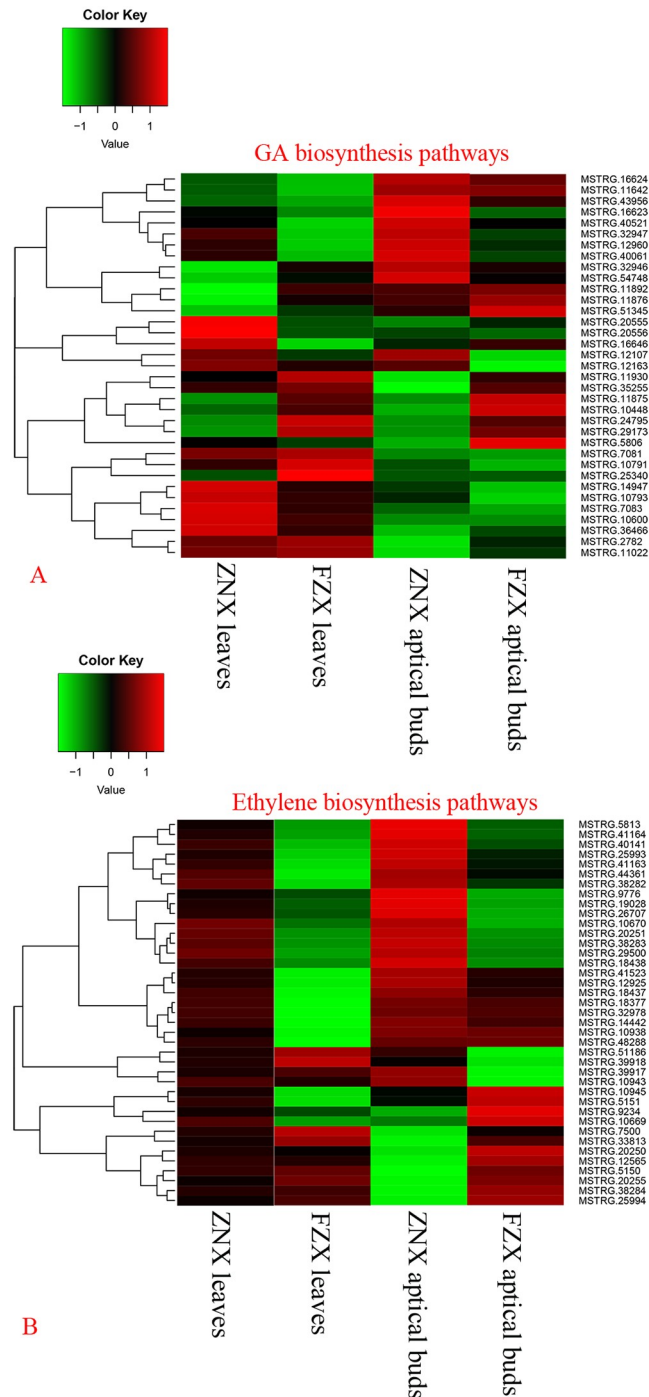 Color Key
−1 0 1
Value
GA biosynthesis pathways
MSTRG.16624
MSTRG.11642
MSTRG.43956
MSTRG.16623
MSTRG.40521
MSTRG.32947
MSTRG.12960
MSTRG.40061
MSTRG.32946
MSTRG.54748
MSTRG.11892
MSTRG.11876
MSTRG.51345
MSTRG.20555
MSTRG.20556
MSTRG.16646
MSTRG.12107
MSTRG.12163
MSTRG.11930
MSTRG.35255
MSTRG.11875
MSTRG.10448
MSTRG.24795
MSTRG.29173
MSTRG.5806
MSTRG.7081
MSTRG.10791
MSTRG.25340
MSTRG.14947
MSTRG.10793
MSTRG.7083
MSTRG.10600
MSTRG.36466
MSTRG.2782
MSTRG.11022
A
ZNX leaves
FZX leaves
ZNX aptical buds
FZX aptical buds
Color Key
−1 0 1
Value
Ethylene biosynthesis pathways
MSTRG.5813
MSTRG.41164
MSTRG.40141
MSTRG.25993
MSTRG.41163
MSTRG.44361
MSTRG.38282
MSTRG.9776
MSTRG.19028
MSTRG.26707
MSTRG.10670
MSTRG.20251
MSTRG.38283
MSTRG.29500
MSTRG.18438
MSTRG.41523
MSTRG.12925
MSTRG.18437
MSTRG.18377
MSTRG.32978
MSTRG.14442
MSTRG.10938
MSTRG.48288
MSTRG.51186
MSTRG.39918
MSTRG.39917
MSTRG.10943
MSTRG.10945
MSTRG.5151
MSTRG.9234
MSTRG.10669
MSTRG.7500
MSTRG.33813
MSTRG.20250
MSTRG.12565
MSTRG.5150
MSTRG.20255
MSTRG.38284
MSTRG.25994
ZNX leaves
FZX leaves
ZNX aptical buds
FZX aptical buds
B